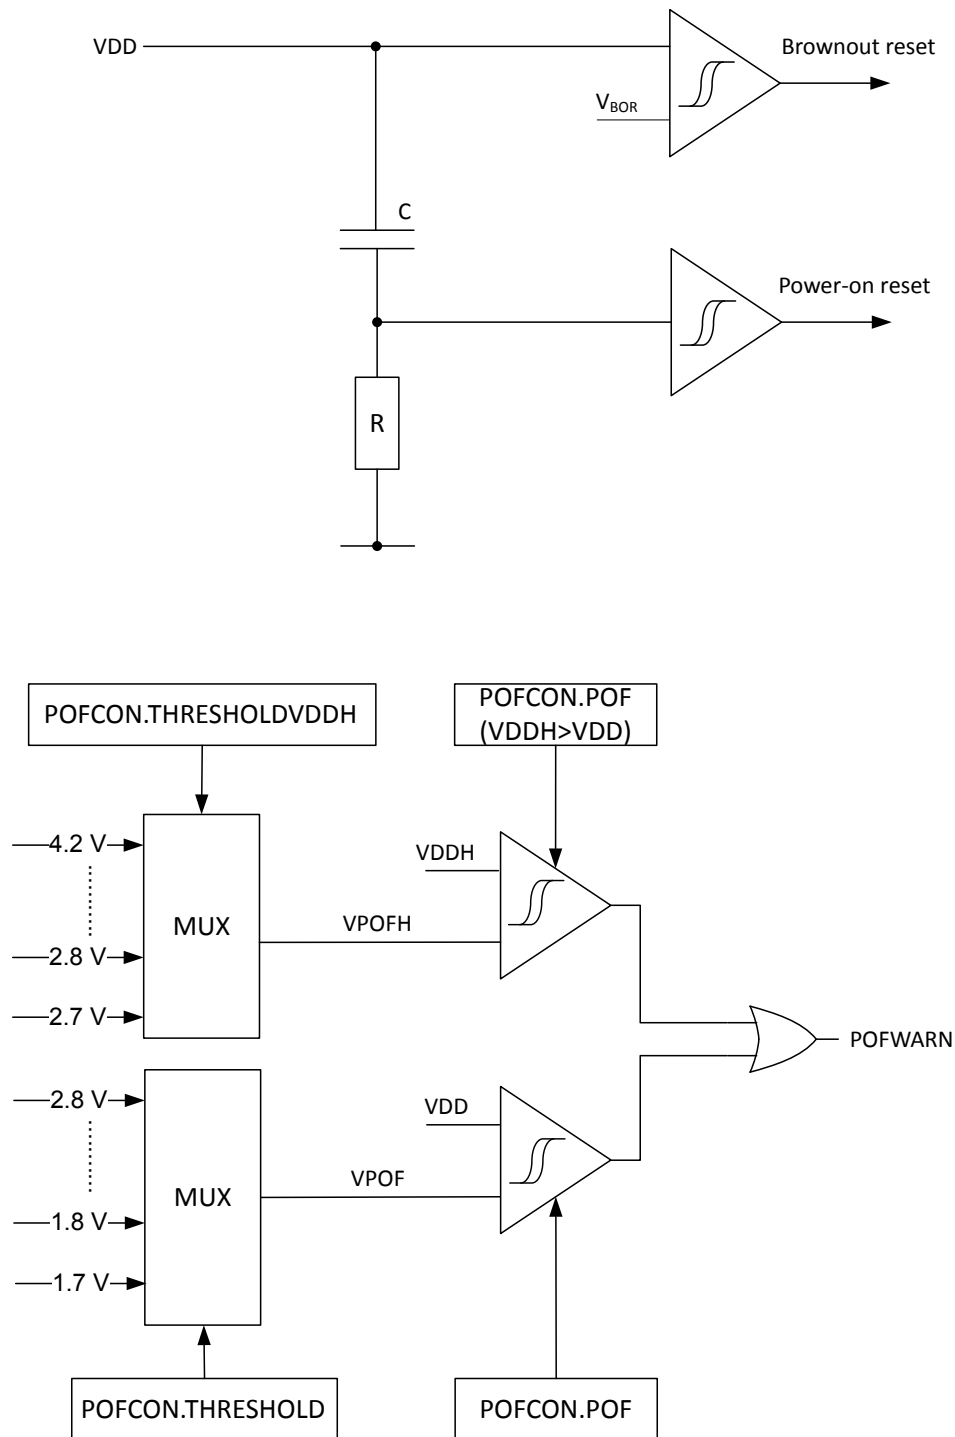 Brownout reset
VDD
VBOR
C
Power-on reset
R
POFCON.THRESHOLDVDDH
POFCON.POF
(VDDH>VDD)
4.2 V
VDDH
MUX
VPOFH
2.8 V
2.7 V
POFWARN
2.8 V
VDD
MUX
VPOF
1.8 V
1.7 V
POFCON.THRESHOLD
POFCON.POF